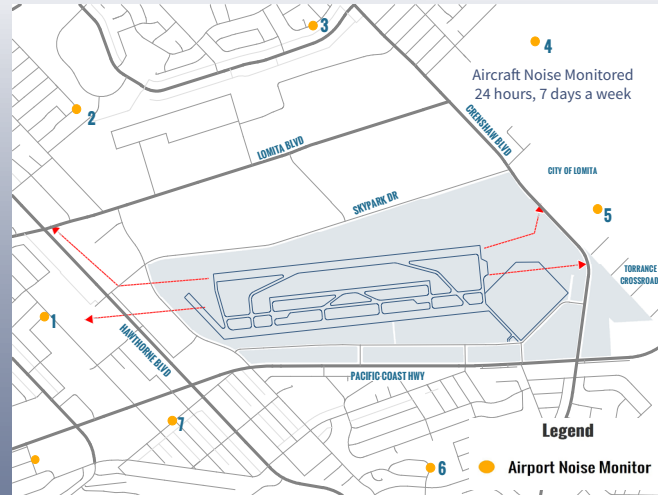 3
4
Aircraft Noise Monitored
24 hours, 7 days a week
2
CRENSHAW BLVD
LOMITA BLVD
CITY OF LOMITA
SKYPARK DR
5
TORRANCE
CROSSROAD
1
HAWTHORNE BLVD
PACIFIC COAST HWY
7
Legend
6
Airport Noise Monitor